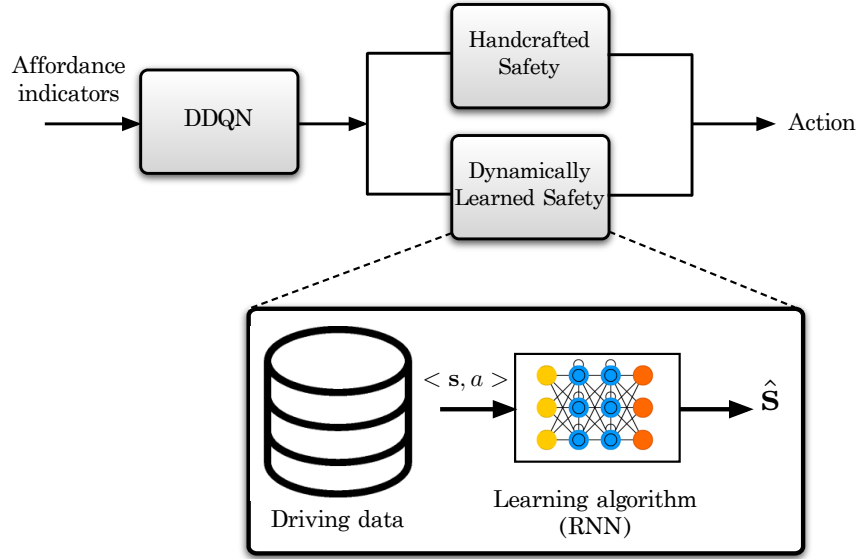 Affordance
indicators
DDQN
Handcrafted
Safety
Dynamically
Learned Safety
Action
< s, a >
ŝ
Driving data
Learning algorithm
(RNN)